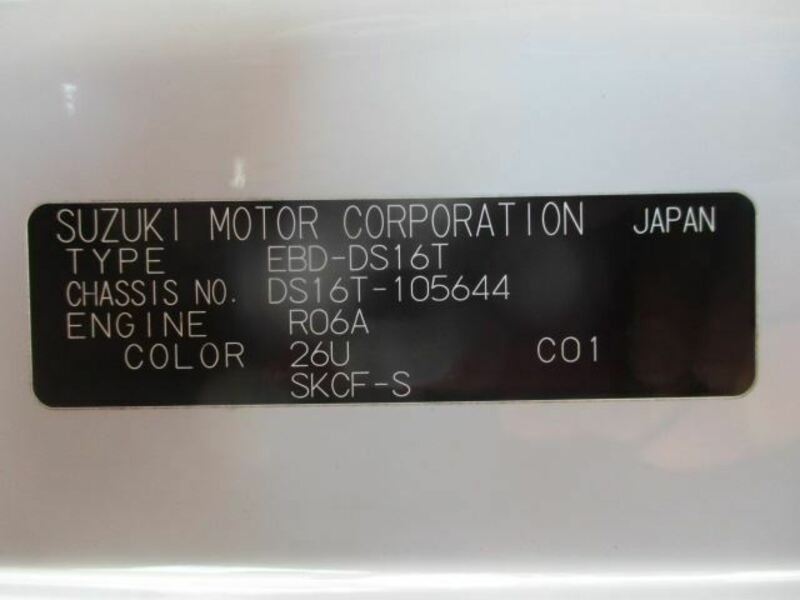 SUZUKI MOTOR CORPORATION JAPAN
TYPE EBD-DS16T
CHASSIS NO. DS16T-105644
ENGINE R06A
COLOR 26U C01
SKCF-S